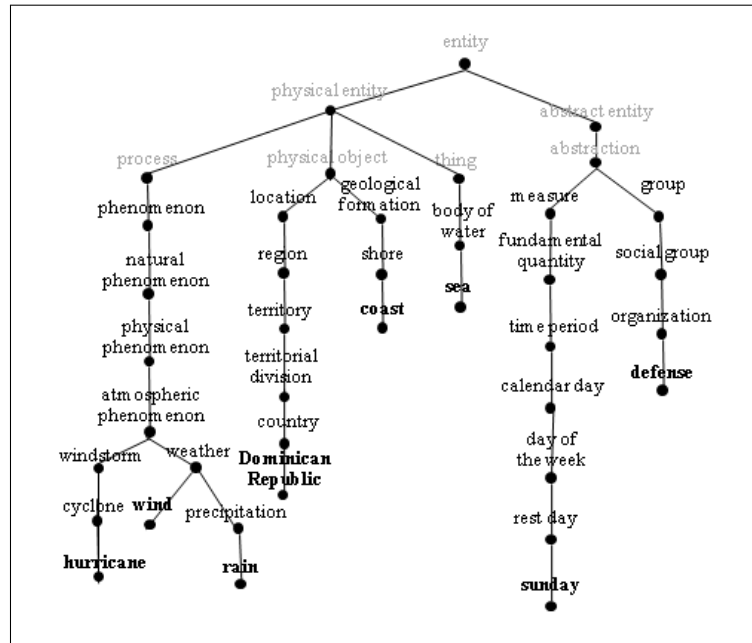 entity
physical entity
abstract entity
process
physical object
thing
abstraction
phenomenon
location
geological
formation
body of
water
measure
group
natural
phenomenon
region
shore
sea
fundamental
quantity
social group
physical
phenomenon
territory
coast
time period
organization
atmospheric
phenomenon
territorial
division
calendar day
defense
windstorm
weather
country
day of
the week
cyclone
wind
precipitation
Dominican
Republic
rest day
hurricane
rain
sunday